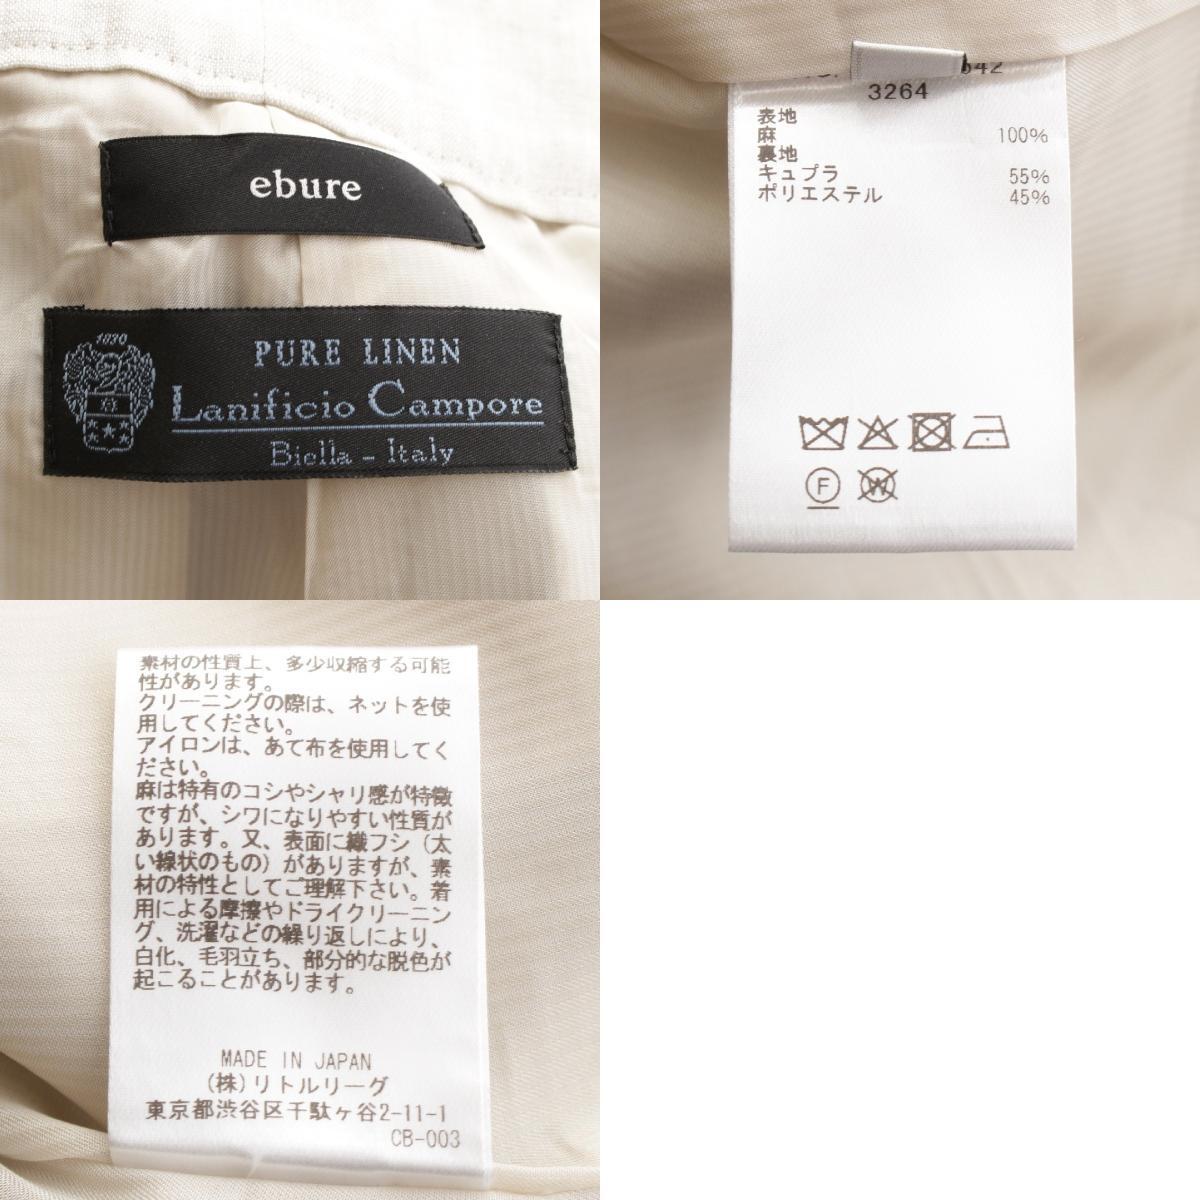 ebure
1030
PURE LINEN
Lanificio Campore
Biella - Italy
3264
表地
麻 100%
裏地
キュプラ 55%
ポリエステル 45%
F
W
素材の性質上、多少収縮する可能
性があります。
クリーニングの際は、ネットを使
用してください。
アイロンは、あて布を使用してく
ださい。
麻は特有のコシやシャリ感が特徴
ですが、シワになりやすい性質が
あります。又、表面に織フシ（太
い線状のもの）がありますが、素
材の特性としてご理解下さい。着
用による摩擦やドライクリーニン
グ、洗濯などの繰り返しにより、
白化、毛羽立ち、部分的な脱色が
起こることがあります。
MADE IN JAPAN
(株)リトルリーグ
東京都渋谷区千駄ヶ谷2-11-1
CB-003